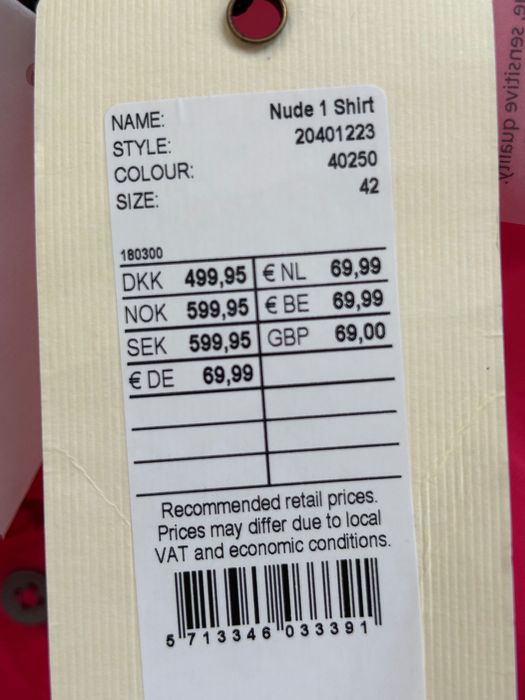 NAME: Nude 1 Shirt
STYLE: 20401223
COLOUR: 40250
SIZE: 42
180300
DKK 499,95 € NL 69,99
NOK 599,95 € BE 69,99
SEK 599,95 GBP 69,00
€ DE 69,99
Recommended retail prices.
Prices may differ due to local
VAT and economic conditions.
5 713346 033391
e sensitive quality.